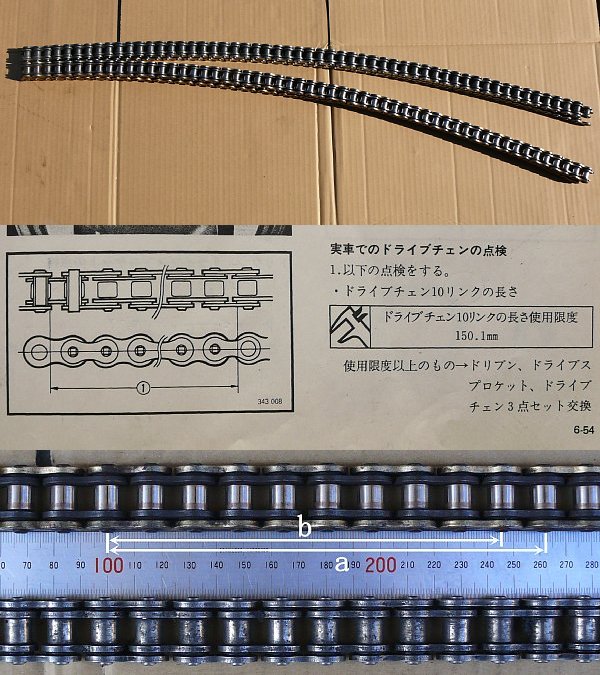 実車でのドライブチェンの点検
1.以下の点検をする。
・ドライブチェン10リンクの長さ
ドライブチェン10リンクの長さ使用限度
150.1mm
使用限度以上のもの→ドリブン、ドライブス
プロケット、ドライブ
チェン3点セット交換
①
343 008
6-54
b
a
70 80 90 100 110 120 130 140 150 160 170 180 190 200 210 220 230 240 250 260 270 280